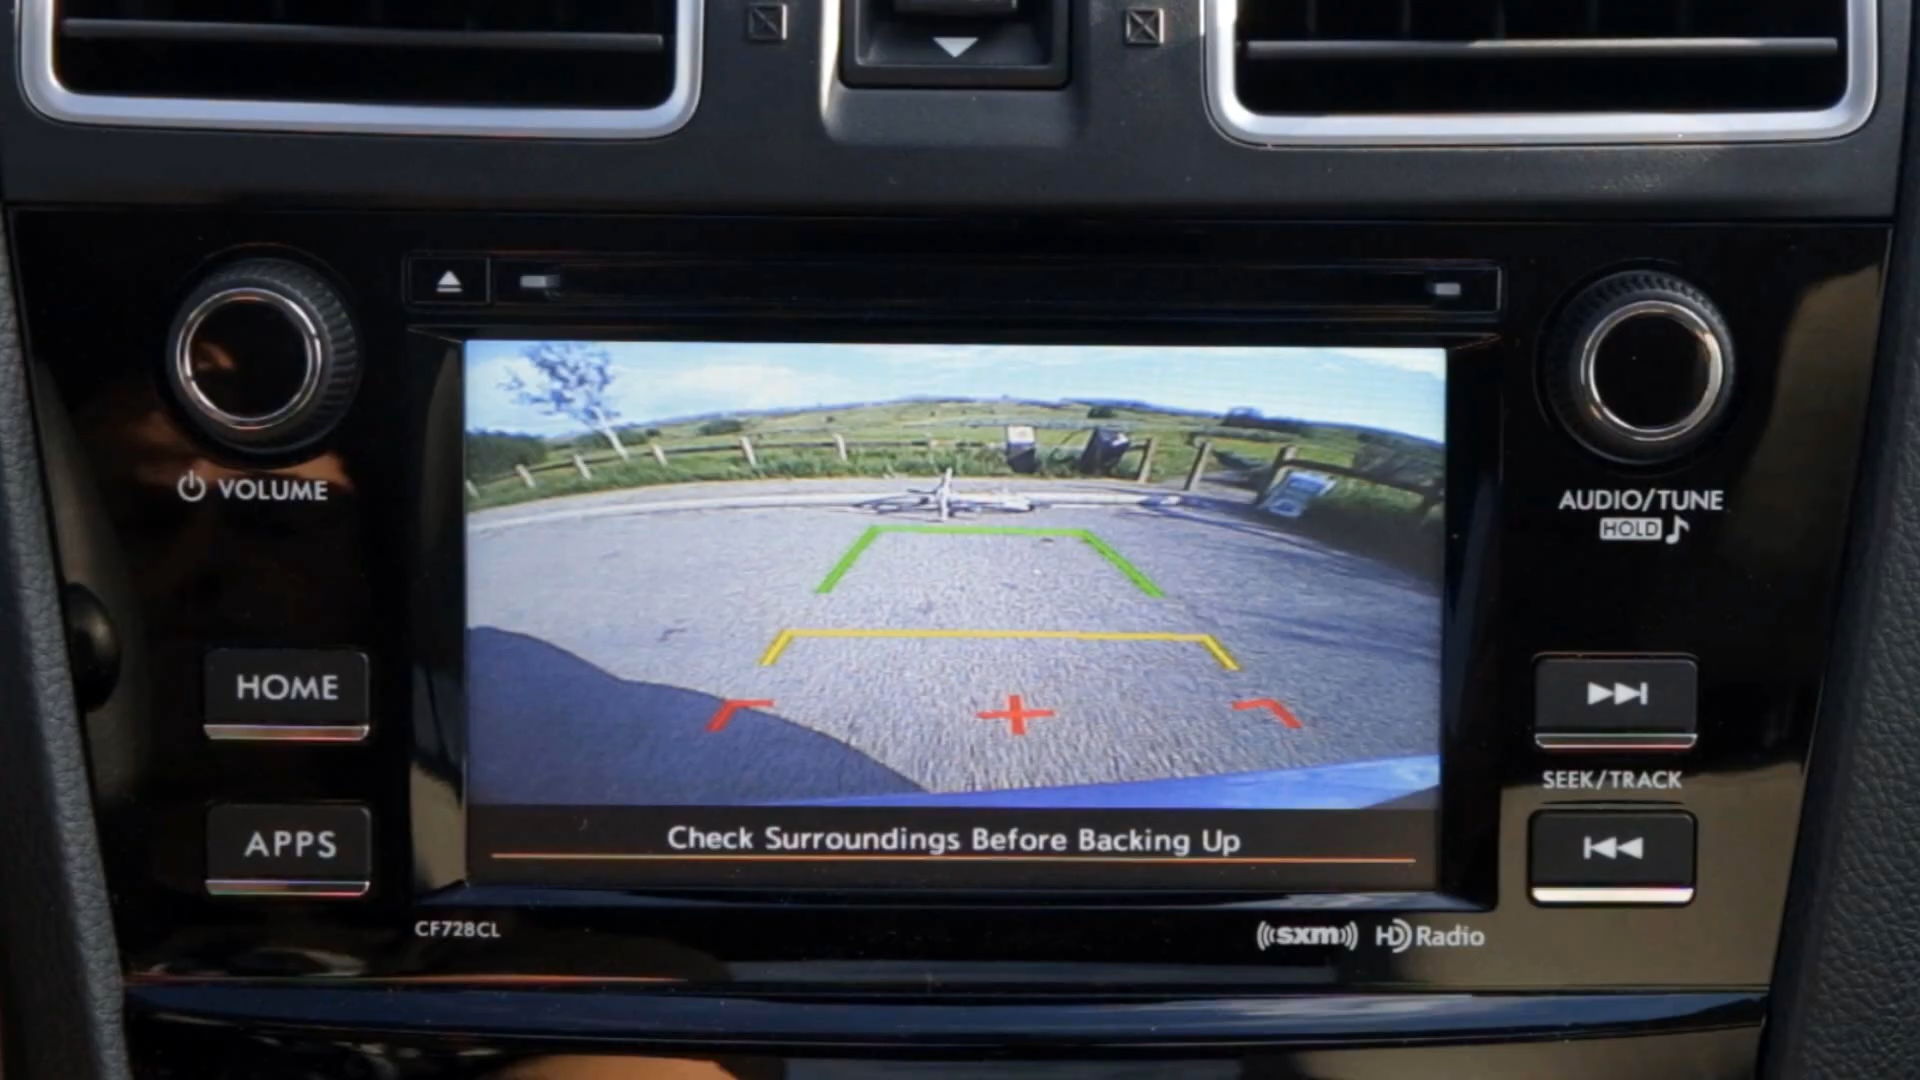 VOLUME
AUDIO/TUNE
HOLD
HOME
APPS
SEEK/TRACK
Check Surroundings Before Backing Up
CF728CL
((sxm)) HD Radio